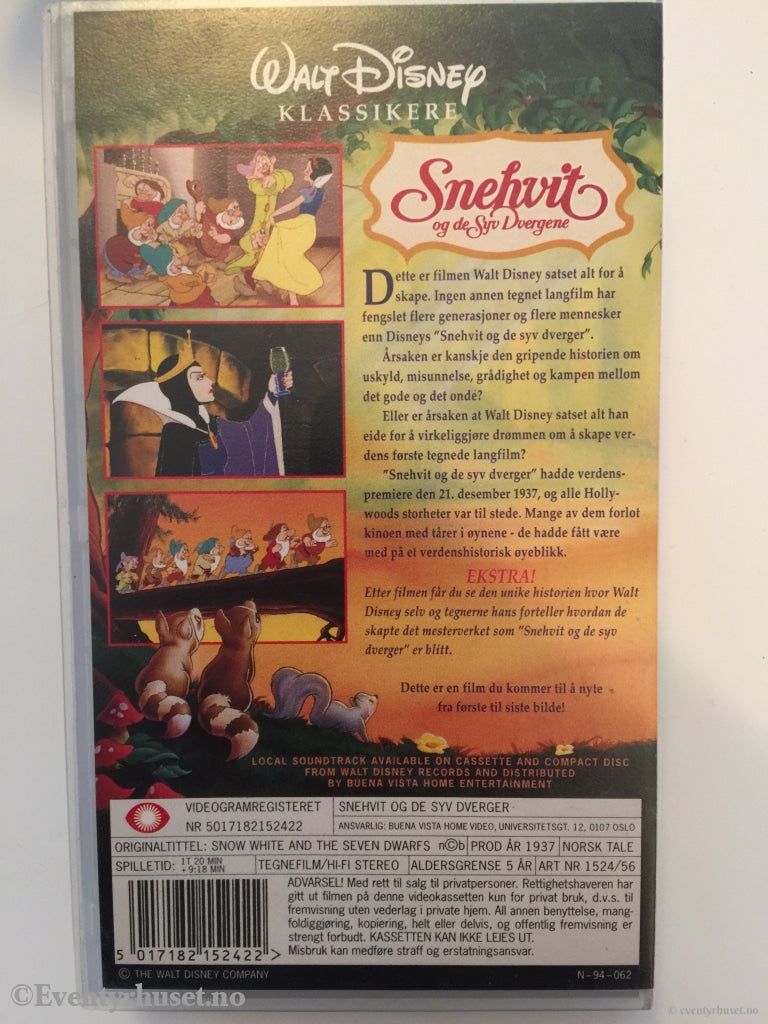 WALT DISNEY
KLASSIKERE
Snehvit
og de Syv Dvergene
Dette er filmen Walt Disney satset alt for å
skape. Ingen annen tegnet langfilm har
fengslet flere generasjoner og flere mennesker
enn Disneys "Snehvit og de syv dverger".
Årsaken er kanskje den gripende historien om
uskyld, misunnelse, grådighet og kampen mellom
det gode og det onde?
Eller er årsaken at Walt Disney satset alt han
eide for å virkeliggjøre drømmen om å skape ver-
dens første tegnede langfilm?
"Snehvit og de syv dverger" hadde verdens-
premiere den 21. desember 1937, og alle Holly-
woods storheter var til stede. Mange av dem forlot
kinoen med tårer i øynene - de hadde fått være
med på et verdenshistorisk øyeblikk.
EKSTRA!
Etter filmen får du se den unike historien hvor Walt
Disney selv og tegnerne hans forteller hvordan de
skapte det mesterverket som "Snehvit og de syv
dverger" er blitt.
Dette er en film du kommer til å nyte
fra første til siste bilde!
LOCAL SOUNDTRACK AVAILABLE ON CASSETTE AND COMPACT DISC
FROM WALT DISNEY RECORDS AND DISTRIBUTED
BY BUENA VISTA HOME ENTERTAINMENT
VIDEOGRAMREGISTERET
NR 5017182152422
SNEHVIT OG DE SYV DVERGER
ANSVARLIG: BUENA VISTA HOME VIDEO, UNIVERSITETSGT. 12, 0107 OSLO
ORIGINALTITTEL: SNOW WHITE AND THE SEVEN DWARFS n©b PROD ÅR 1937 NORSK TALE
SPILLETID: 1T 20 MIN + 9:18 MIN TEGNEFILM/HI-FI STEREO ALDERSGRENSE 5 ÅR ART NR 1524/56
ADVARSEL! Med rett til salg til privatpersoner. Rettighetshaveren har
gitt ut filmen på denne videokassetten kun for privat bruk, d.v.s. til
fremvisning uten vederlag i private hjem. All annen benyttelse, mang-
foldiggjøring, kopiering, helt eller delvis, og offentlig fremvisning er
strengt forbudt. KASSETTEN KAN IKKE LEIES UT.
Misbruk kan medføre straff og erstatningsansvar.
5 017182 152422 >
© THE WALT DISNEY COMPANY
N-94-062
©Eventyrhuset.no
© eventyrhuset.no